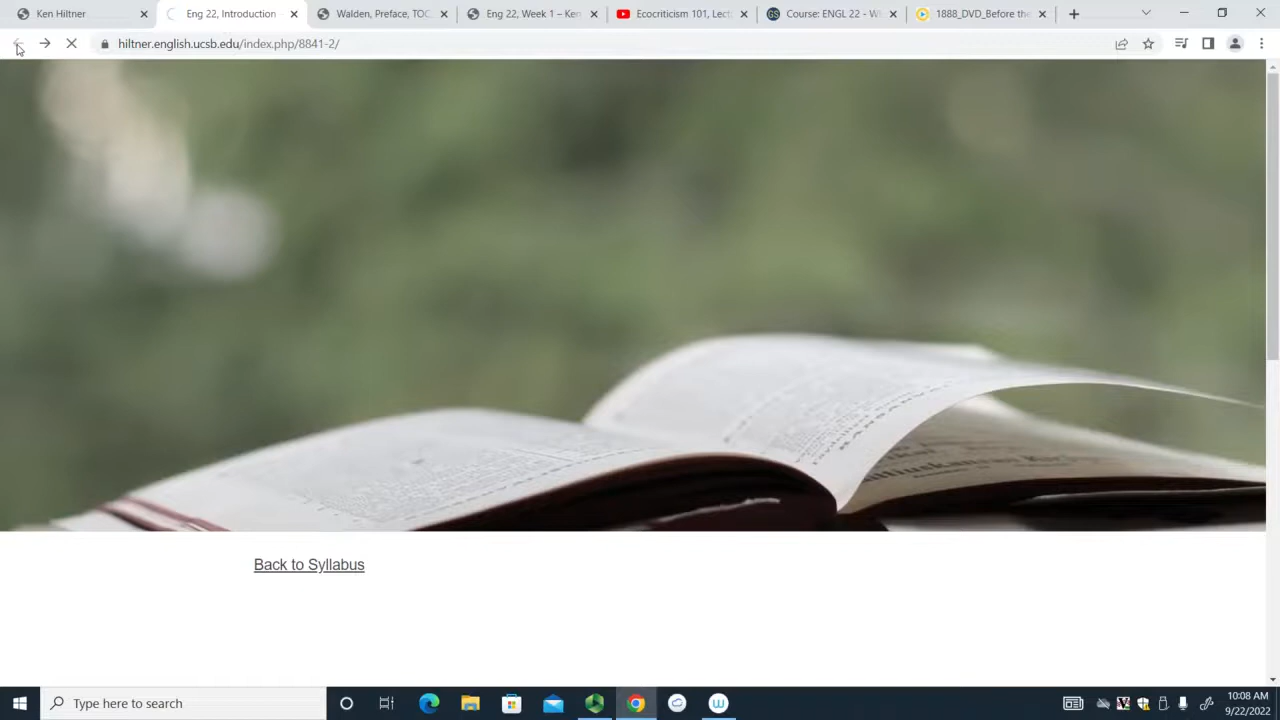 Ken Hiltner
Eng 22, Introduction
Walden, Preface, TOC,
Eng 22, Week 1 – Ken
Ecocriticism 101, Lectu
Course: ENGL 22 - W
1888_DVD_Before the
hiltner.english.ucsb.edu/index.php/8841-2/
Back to Syllabus
Type here to search
10:08 AM
9/22/2022